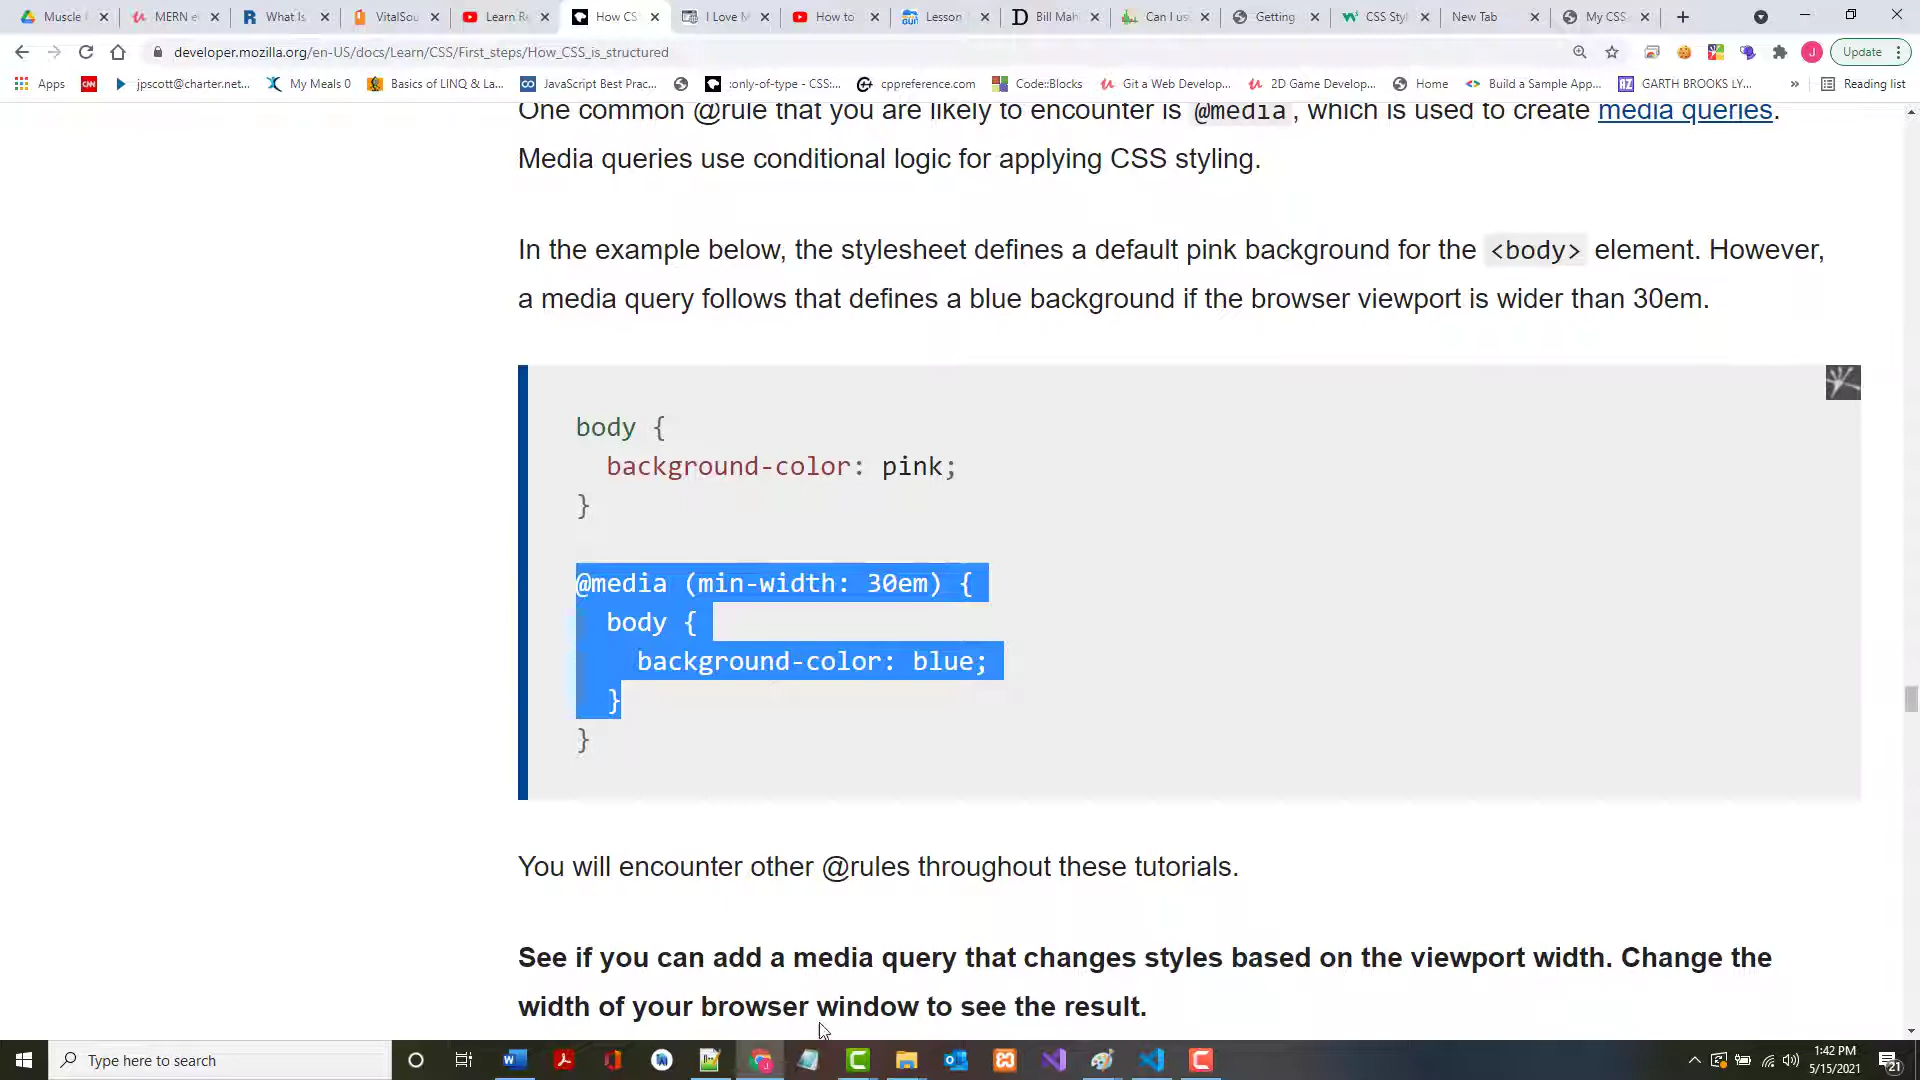 Muscle
MERN e
What Is
VitalSou
Learn Re
How CS
I Love M
How to
Lesson
Bill Mah
Can I us
Getting
CSS Styl
New Tab
My CSS
developer.mozilla.org/en-US/docs/Learn/CSS/First_steps/How_CSS_is_structured
J
Update
Apps
CNN
jpscott@charter.net...
My Meals 0
Basics of LINQ & La...
JavaScript Best Prac...
:only-of-type - CSS:...
cppreference.com
Code::Blocks
Git a Web Develop...
2D Game Develop...
Home
Build a Sample App...
GARTH BROOKS LY...
»
Reading list
One common @rule that you are likely to encounter is @media, which is used to create media queries.
Media queries use conditional logic for applying CSS styling.
In the example below, the stylesheet defines a default pink background for the <body> element. However,
a media query follows that defines a blue background if the browser viewport is wider than 30em.
body {
background-color: pink;
}
@media (min-width: 30em) {
body {
background-color: blue;
}
}
You will encounter other @rules throughout these tutorials.
See if you can add a media query that changes styles based on the viewport width. Change the
width of your browser window to see the result.
Type here to search
1:42 PM
5/15/2021
21